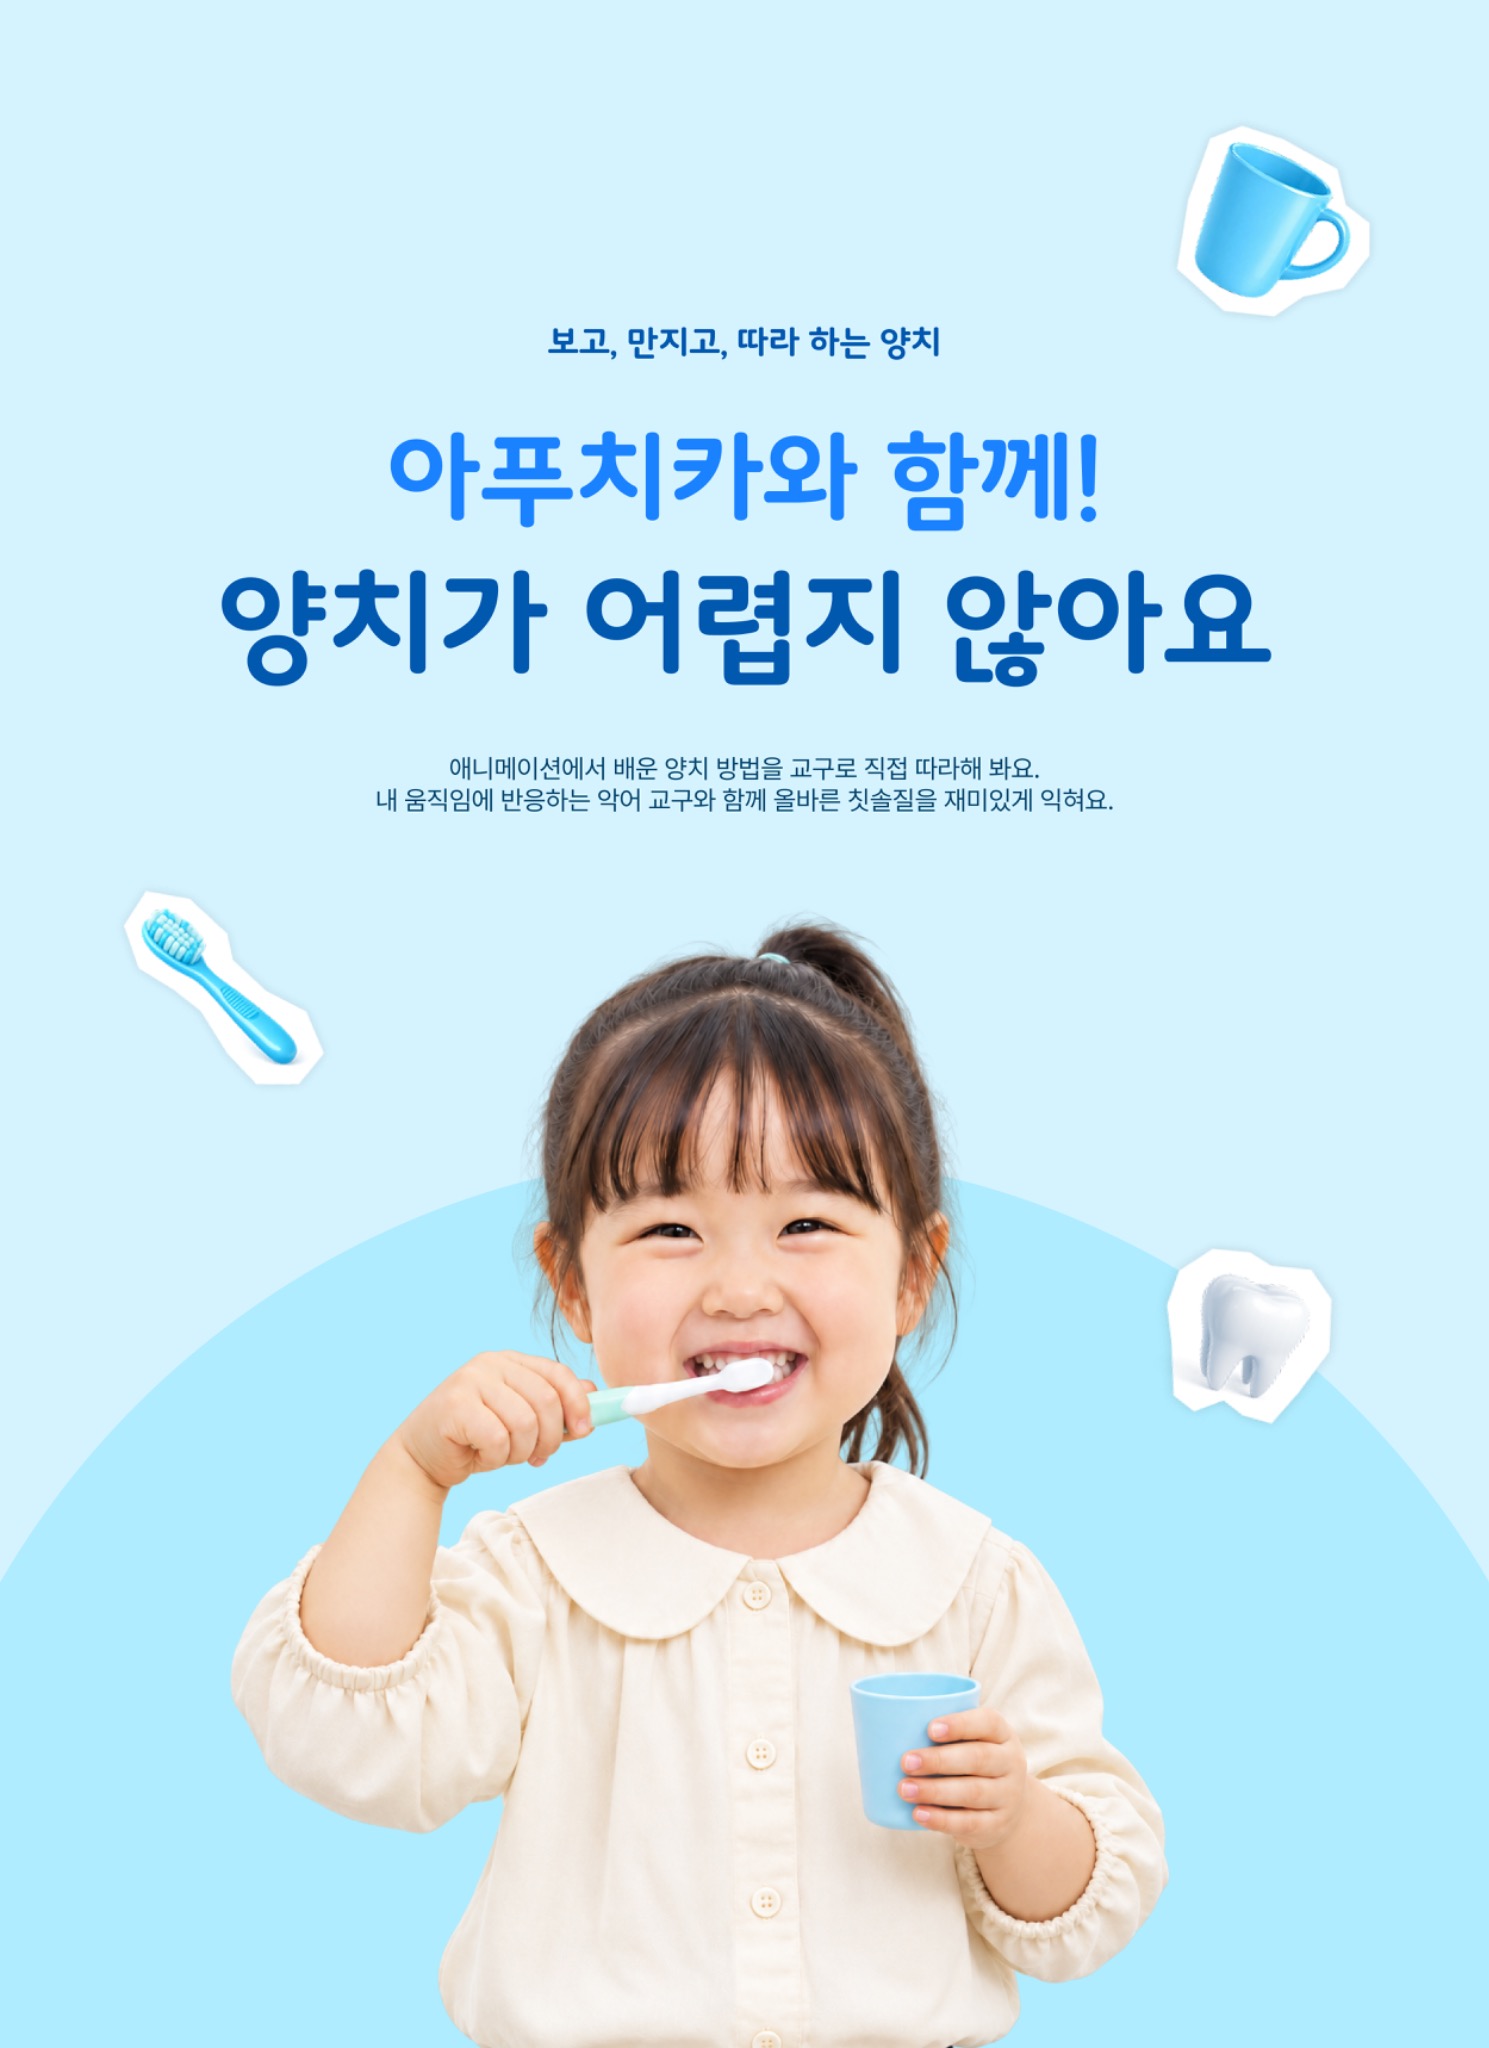 보고, 만지고, 따라 하는 양치
아푸치카와 함께!
양치가 어렵지 않아요
애니메이션에서 배운 양치 방법을 교구로 직접 따라해 봐요.
내 움직임에 반응하는 악어 교구와 함께 올바른 칫솔질을 재미있게 익혀요.